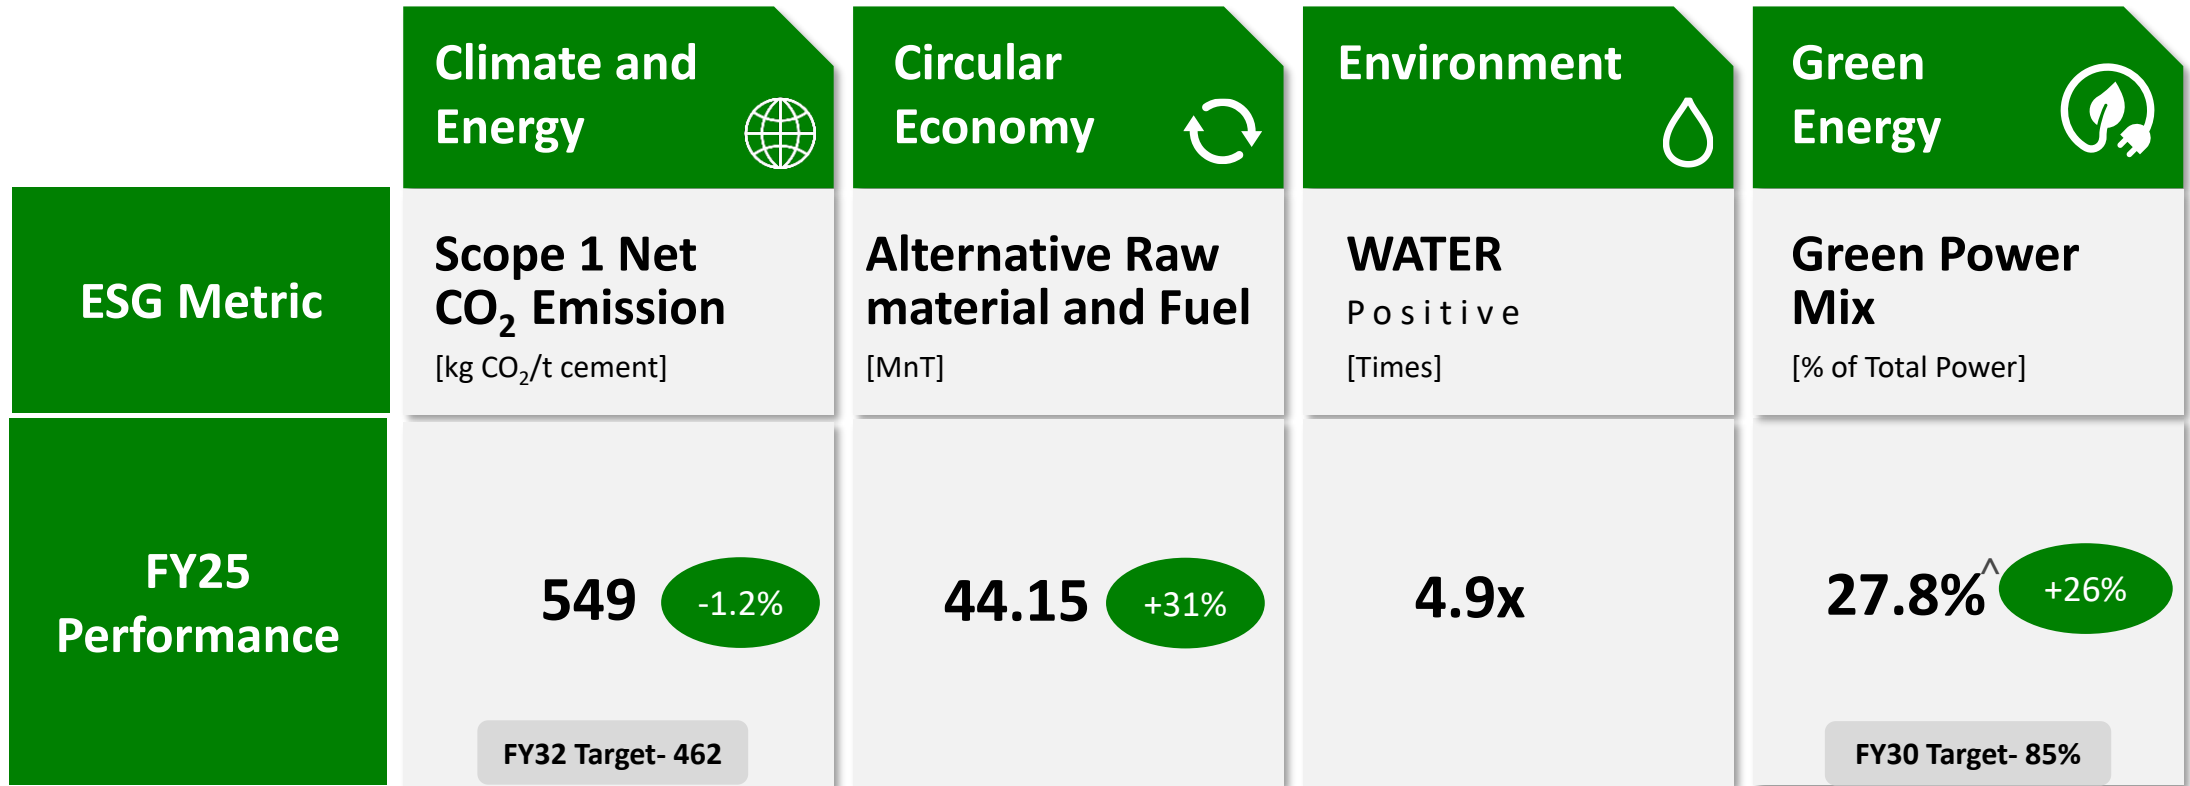 Climate and
Energy
Circular
Economy
Environment
Green
Energy
ESG Metric
Scope 1 Net
CO₂ Emission
[kg CO₂/t cement]
Alternative Raw
material and Fuel
[MnT]
WATER
Positive
[Times]
Green Power
Mix
[% of Total Power]
FY25
Performance
549
-1.2%
FY32 Target- 462
44.15
+31%
4.9x
27.8%^
+26%
FY30 Target- 85%